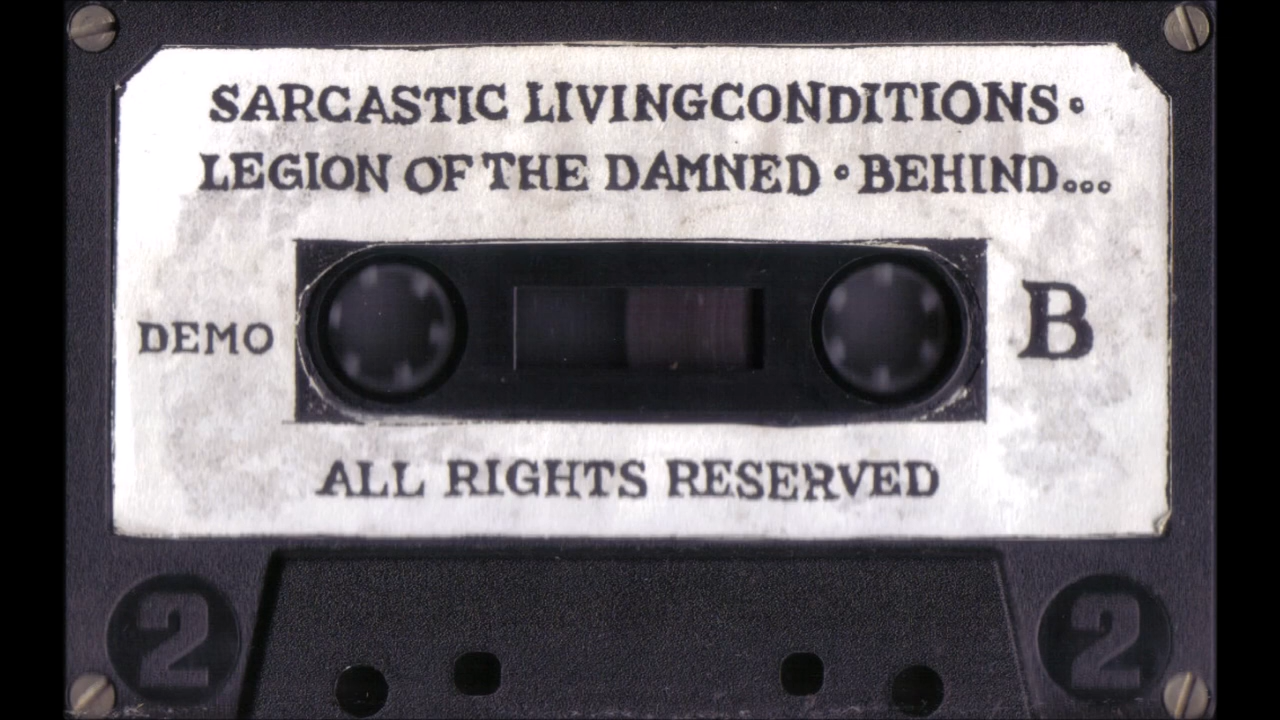 SARCASTIC LIVINGCONDITIONS•
LEGION OF THE DAMNED • BEHIND...
DEMO
B
ALL RIGHTS RESERVED
2
2